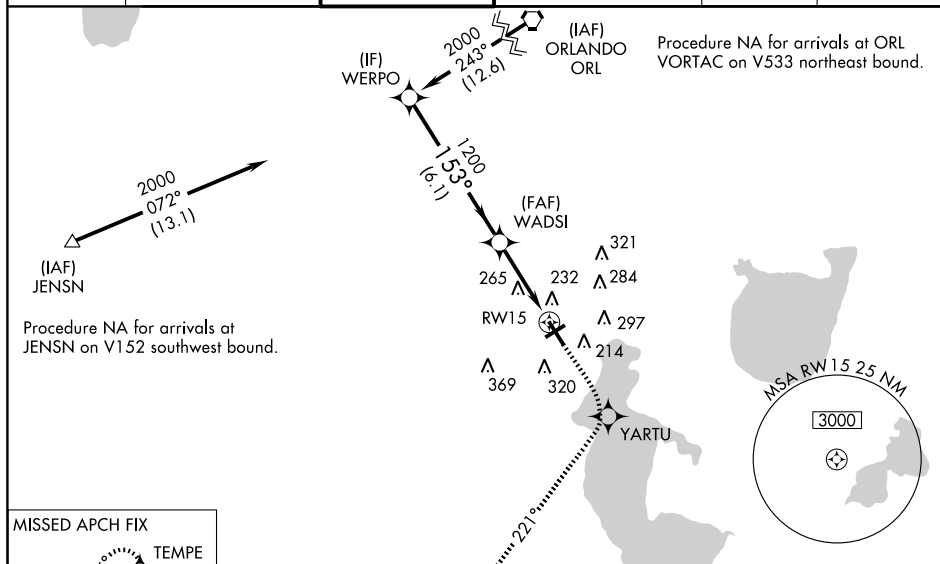 2000
243°
(12.6)
(IAF)
ORLANDO
ORL
Procedure NA for arrivals at ORL
VORTAC on V533 northeast bound.
(IF)
WERPO
1200
153°
(6.1)
2000
072°
(13.1)
(IAF)
JENSN
(FAF)
WADSI
321
265
232
284
RW15
297
214
369
320
Procedure NA for arrivals at
JENSN on V152 southwest bound.
YARTU
MSA RW15 25 NM
3000
221°
MISSED APCH FIX
TEMPE